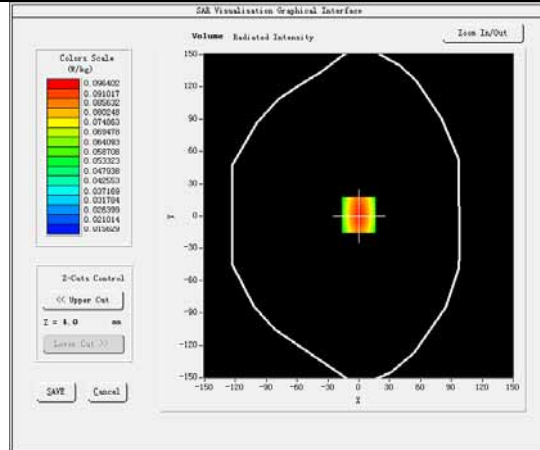 SAR Visualisation Graphical Interface
Volume Radiated Intensity
Zoom In/Out
Colors Scale
(W/kg)
0.096402
0.091017
0.085632
0.080248
0.074863
0.069478
0.064093
0.058708
0.053323
0.047938
0.042553
0.037169
0.031784
0.026399
0.021014
0.015629
Z-Cuts Control
<< Upper Cut
Z = 4.0 mm
Lower Cut >>
SAVE Cancel
150
120
90
60
30
Y 0
-30
-60
-90
-120
-150
-150 -120 -90 -60 -30 0 30 60 90 120 150
X